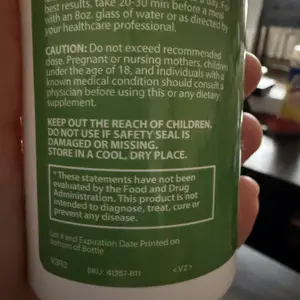 best results, take 20-30 min before a meal
with an 8oz. glass of water or as directed by
your healthcare professional.
CAUTION: Do not exceed recommended
dose. Pregnant or nursing mothers, children
under the age of 18, and individuals with a
known medical condition should consult a
physician before using this or any dietary
supplement.
KEEP OUT THE REACH OF CHILDREN.
DO NOT USE IF SAFETY SEAL IS
DAMAGED OR MISSING.
STORE IN A COOL, DRY PLACE.
*These statements have not been
evaluated by the Food and Drug
Administration. This product is not
intended to diagnose, treat, cure or
prevent any disease.
Lot # and Expiration Date Printed on
bottom of Bottle
V3R0
SKU: 41357-BT1
<V2>